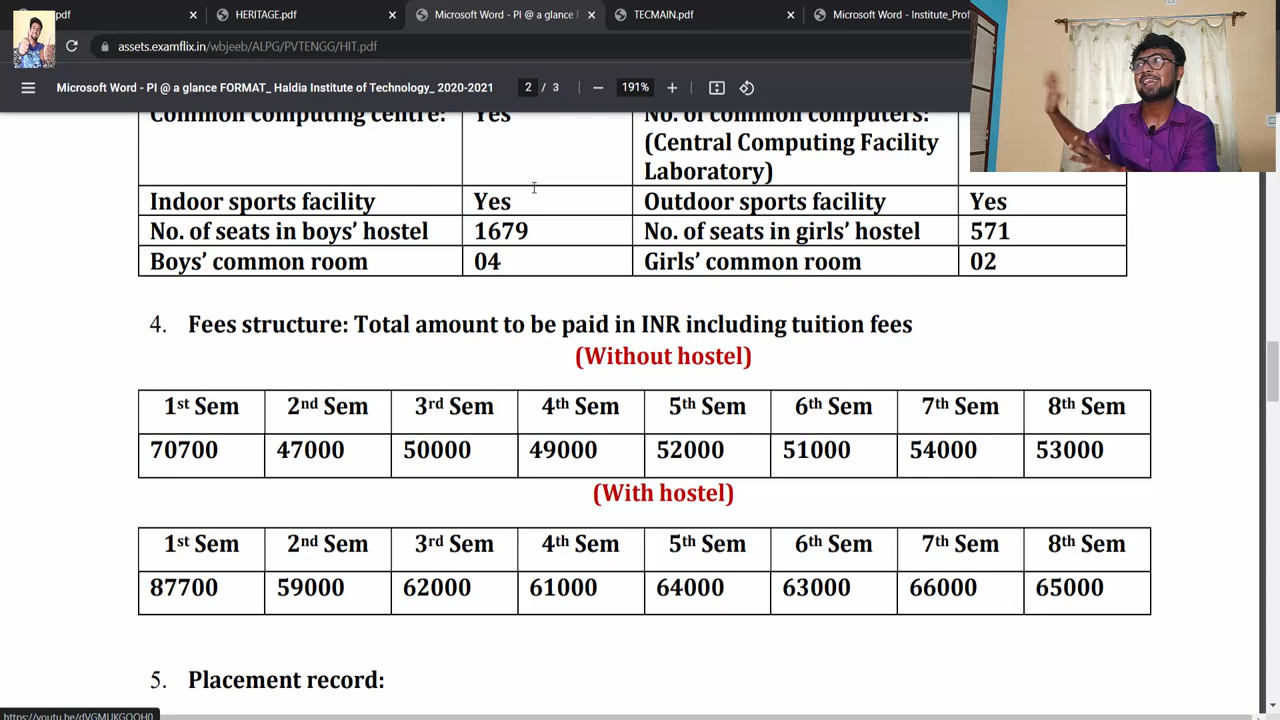 .pdf
HERITAGE.pdf
Microsoft Word - PI @ a glance F
TECMAIN.pdf
Microsoft Word - Institute_Prof
assets.examflix.in/wbjeeb/ALPG/PVTENGG/HIT.pdf
Microsoft Word - PI @ a glance FORMAT_ Haldia Institute of Technology_ 2020-2021
2 / 3
191%
Common computing centre: Yes No. of common computers: (Central Computing Facility Laboratory)
Indoor sports facility Yes Outdoor sports facility Yes
No. of seats in boys’ hostel 1679 No. of seats in girls’ hostel 571
Boys’ common room 04 Girls’ common room 02
4. Fees structure: Total amount to be paid in INR including tuition fees
(Without hostel)
1st Sem 2nd Sem 3rd Sem 4th Sem 5th Sem 6th Sem 7th Sem 8th Sem
70700 47000 50000 49000 52000 51000 54000 53000
(With hostel)
1st Sem 2nd Sem 3rd Sem 4th Sem 5th Sem 6th Sem 7th Sem 8th Sem
87700 59000 62000 61000 64000 63000 66000 65000
5. Placement record:
https://youtu.be/dVGMUKGOOH0